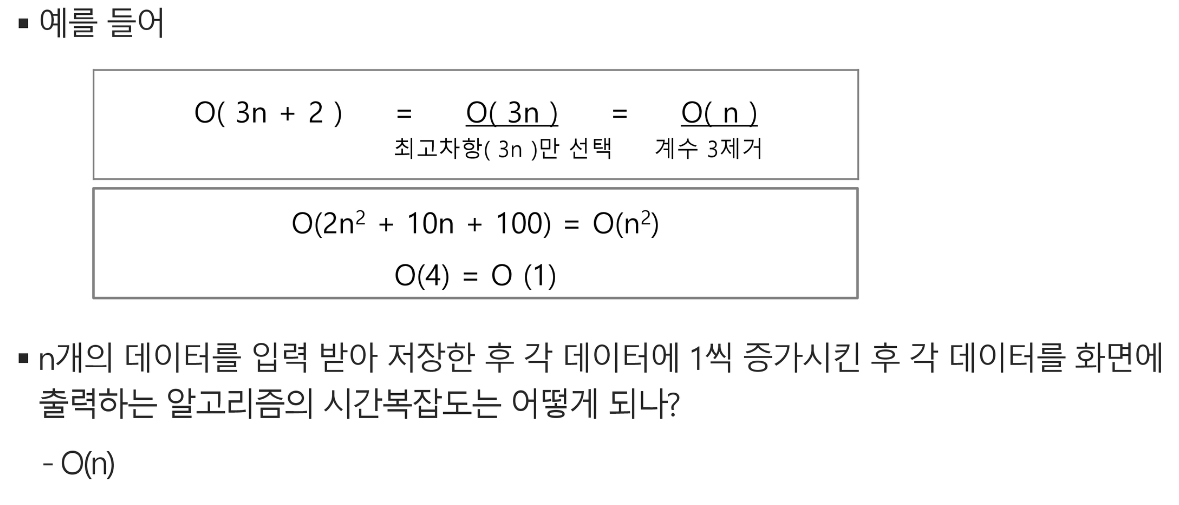 ▪ 예를 들어
O( 3n + 2 ) = O( 3n ) = O( n )
최고차항( 3n )만 선택 계수 3제거
O(2n² + 10n + 100) = O(n²)
O(4) = O (1)
▪ n개의 데이터를 입력 받아 저장한 후 각 데이터에 1씩 증가시킨 후 각 데이터를 화면에
출력하는 알고리즘의 시간복잡도는 어떻게 되나?
- O(n)